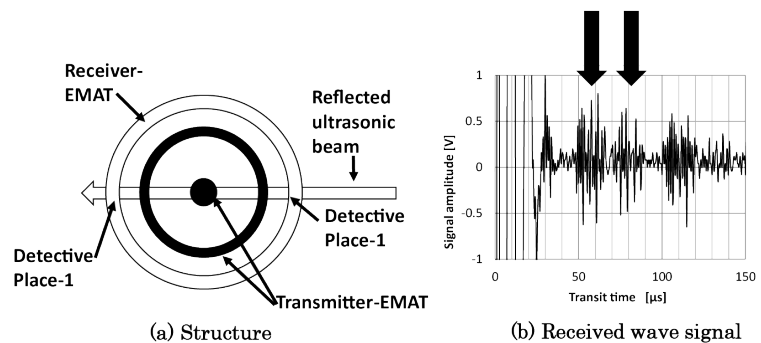 Receiver-
EMAT
Reflected
ultrasonic
beam
Detective
Place-1
Detective
Place-1
Transmitter-EMAT
(a) Structure
Signal amplitude [V]
1
0.5
0
-0.5
-1
0
50
100
150
Transit time [µs]
(b) Received wave signal